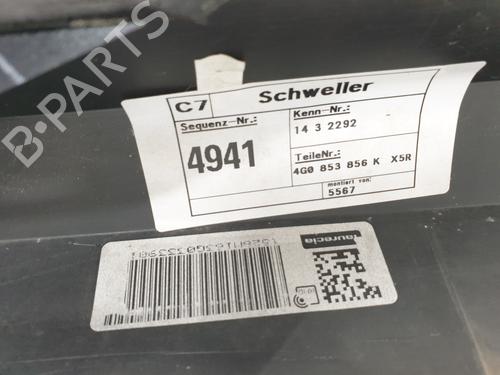 C7 Schweller
Sequenz-Nr.:
4941
Kenn-Nr.:
14 3 2292
TeileNr.:
4G0 853 856 K X5R
montiert von:
5567
faurecia
B-PARTS